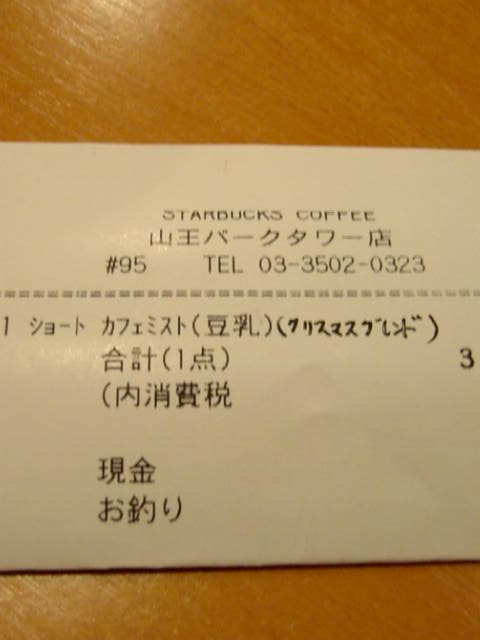 STARBUCKS COFFEE
山王パークタワー店
#95 TEL 03-3502-0323
1 ショート カフェミスト(豆乳)(クリスマスブレンド)
合計(1点) 3
(内消費税
現金
お釣り